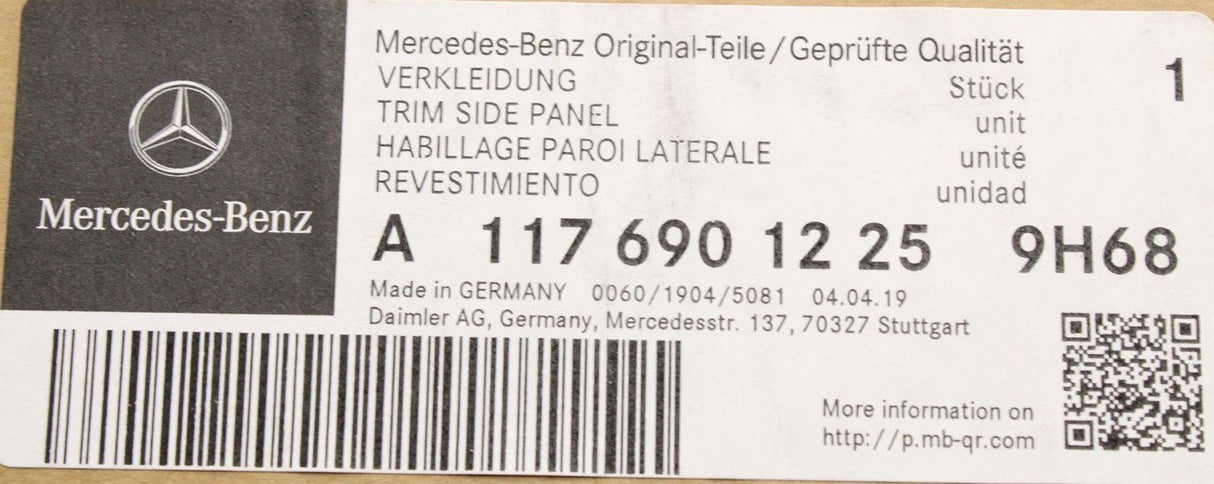 Mercedes-Benz
Mercedes-Benz Original-Teile/Geprüfte Qualität
1
VERKLEIDUNG Stück
TRIM SIDE PANEL unit
HABILLAGE PAROI LATERALE unité
REVESTIMIENTO unidad
A 117 690 12 25 9H68
Made in GERMANY 0060/1904/5081 04.04.19
Daimler AG, Germany, Mercedesstr. 137, 70327 Stuttgart
More information on
http://p.mb-qr.com